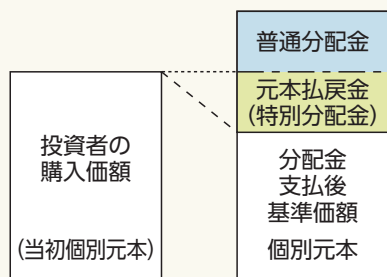 普通分配金
元本払戻金
(特別分配金)
投資者の
購入価額
(当初個別元本)
分配金
支払後
基準価額
個別元本